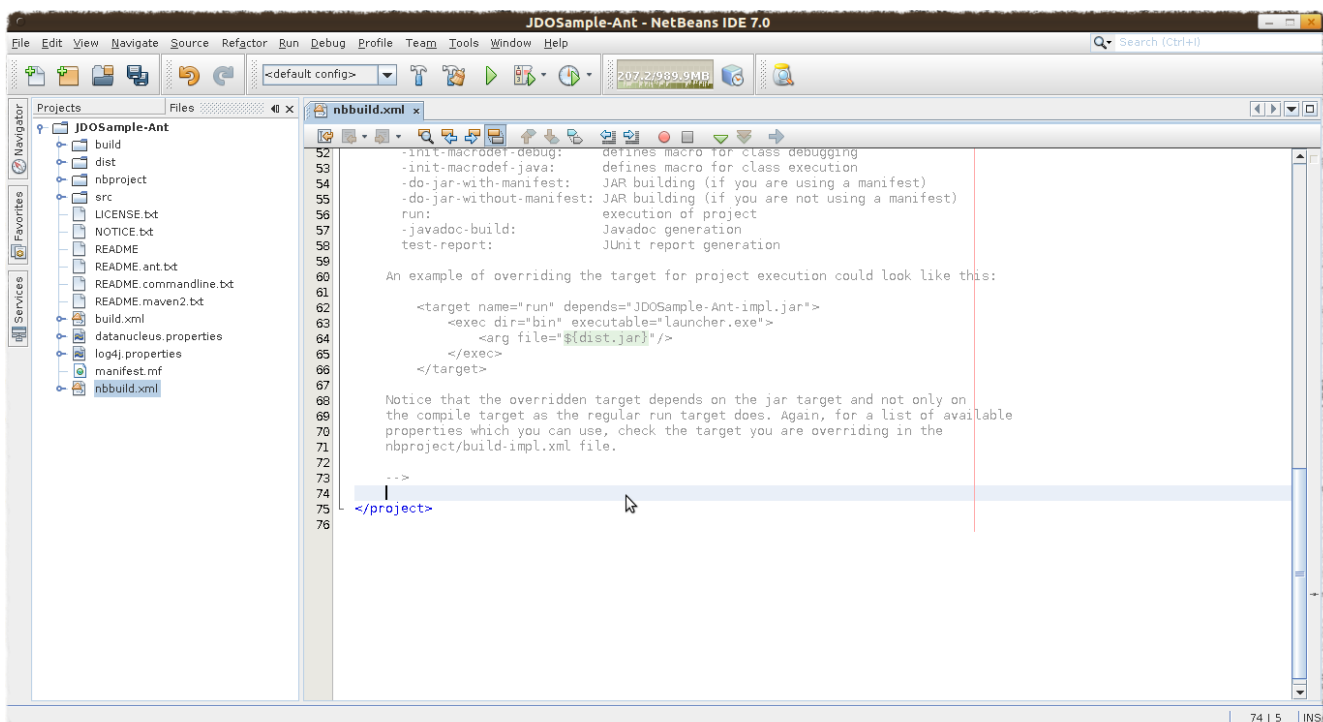 JDOSample-Ant - NetBeans IDE 7.0
File Edit View Navigate Source Refactor Run Debug Profile Team Tools Window Help
Search (Ctrl+I)
<default config>
207.2/989.9MB
Navigator
Favorites
Services
Projects Files
JDOSample-Ant
build
dist
nbproject
src
LICENSE.txt
NOTICE.txt
README
README.ant.txt
README.commandline.txt
README.maven2.txt
build.xml
datanucleus.properties
log4j.properties
manifest.mf
nbbuild.xml
nbbuild.xml
52 -init-macrodef-debug: defines macro for class debugging
53 -init-macrodef-java: defines macro for class execution
54 -do-jar-with-manifest: JAR building (if you are using a manifest)
55 -do-jar-without-manifest: JAR building (if you are not using a manifest)
56 run: execution of project
57 -javadoc-build: Javadoc generation
58 test-report: JUnit report generation
59
60 An example of overriding the target for project execution could look like this:
61
62 <target name="run" depends="JDOSample-Ant-impl.jar">
63 <exec dir="bin" executable="launcher.exe">
64 <arg file="${dist.jar}"/>
65 </exec>
66 </target>
67
68 Notice that the overridden target depends on the jar target and not only on
69 the compile target as the regular run target does. Again, for a list of available
70 properties which you can use, check the target you are overriding in the
71 nbproject/build-impl.xml file.
72
73 -->
74
75 </project>
76
74 | 5 INS